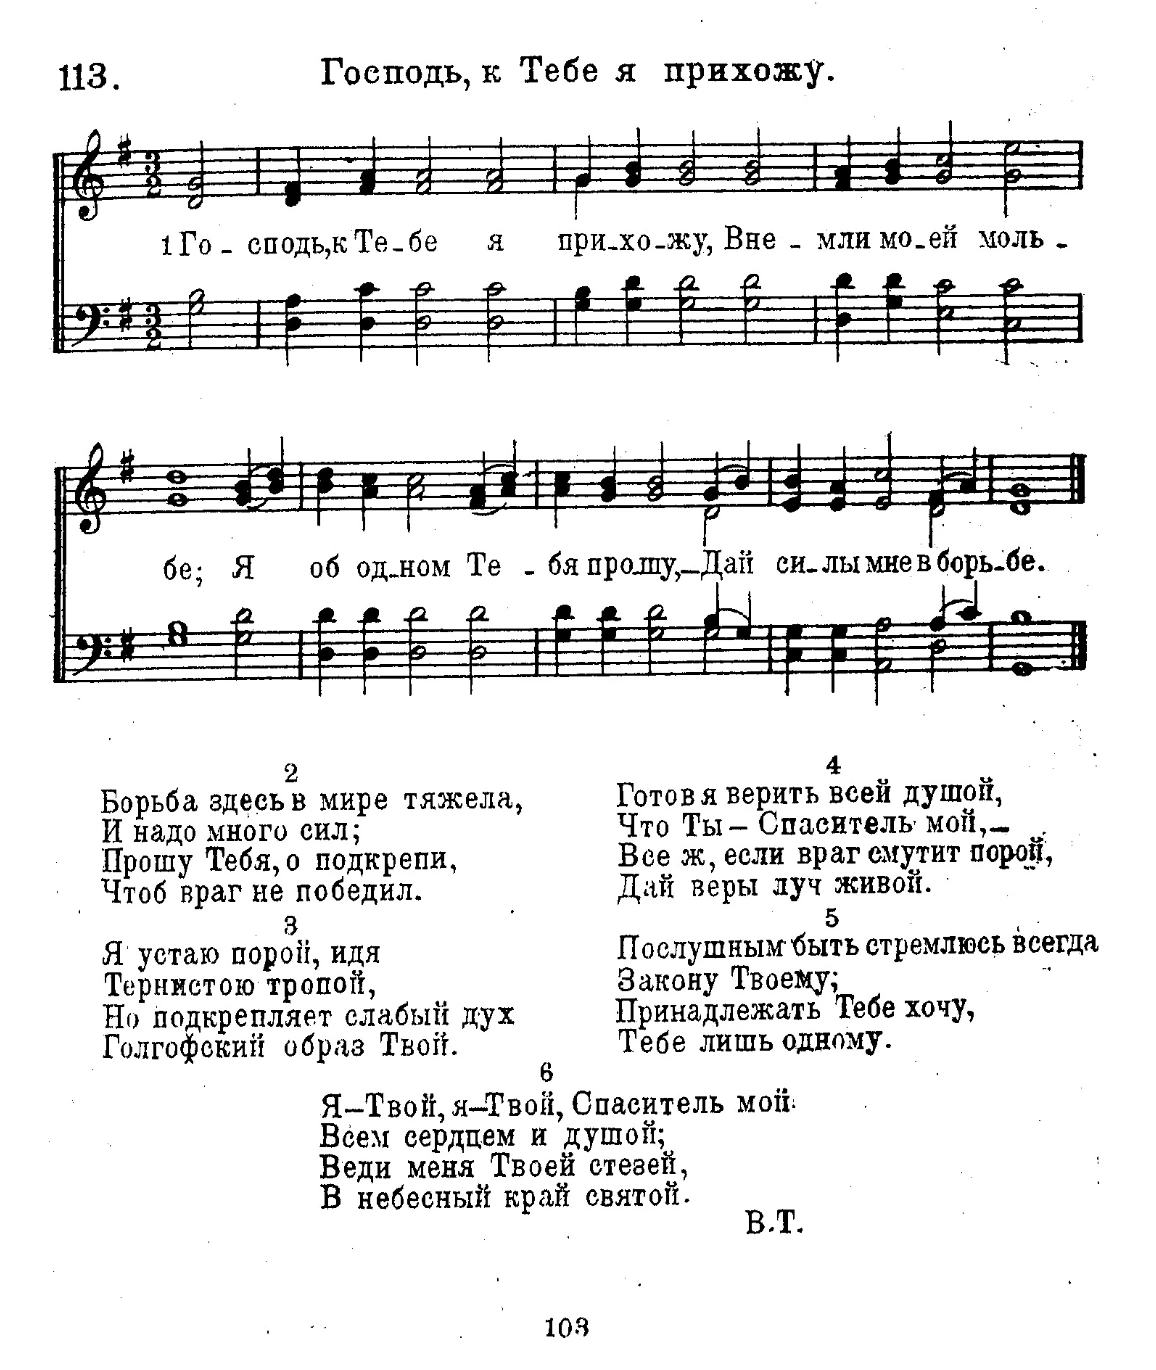 113.
Господь, к Тебе я прихожу.
1 Го - сподь, к Те - бе я при - хо - жу, Вне - мли мо - ей моль -
бе; Я об од - ном Те - бя прошу, — Дай си - лы мне в борь - бе.
2
Борьба здесь в мире тяжела,
И надо много сил;
Прошу Тебя, о подкрепи,
Чтоб враг не победил.
3
Я устаю порой, идя
Тернистою тропой,
Но подкрепляет слабый дух
Голгофский образ Твой.
4
Готов я верить всей душой,
Что Ты — Спаситель мой, —
Все ж, если враг смутит порой,
Дай веры луч живой.
5
Послушным быть стремлюсь всегда
Закону Твоему;
Принадлежать Тебе хочу,
Тебе лишь одному.
6
Я — Твой, я — Твой, Спаситель мой
Всем сердцем и душой;
Веди меня Твоей стезей,
В небесный край святой.
В.Т.
103